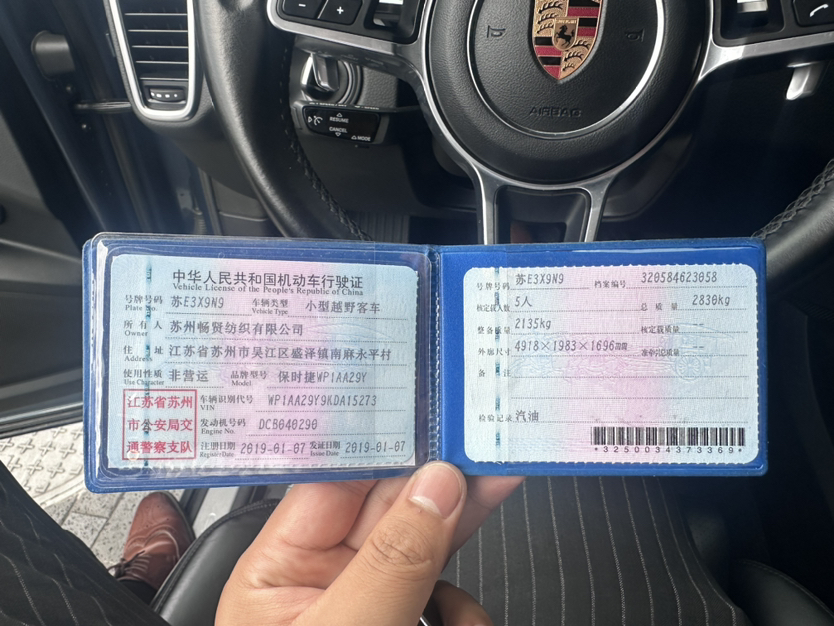 RESUME
CANCEL
MODE
AIRBAG
中华人民共和国机动车行驶证
Vehicle License of the People's Republic of China
号牌号码 苏E3X9N9 车辆类型 小型越野客车
Plate No. Vehicle Type
所有人 苏州畅贤纺织有限公司
Owner
住址 江苏省苏州市吴江区盛泽镇南麻永平村
Address
使用性质 非营运 品牌型号 保时捷WP1AA29Y
Use Character Model
江苏省苏州
市公安局交
通警察支队
车辆识别代号 WP1AA29Y9KDA15273
VIN
发动机号码 DCB040290
Engine No.
注册日期 2019-01-07 发证日期 2019-01-07
Register Date Issue Date
号牌号码 苏E3X9N9 档案编号 320584623058
核定载人数 5人 总质量 2830kg
整备质量 2135kg 核定载质量 --
外廓尺寸 4918×1983×1696mm 准牵引总质量 --
备注
检验记录 汽油
*3250034373369*